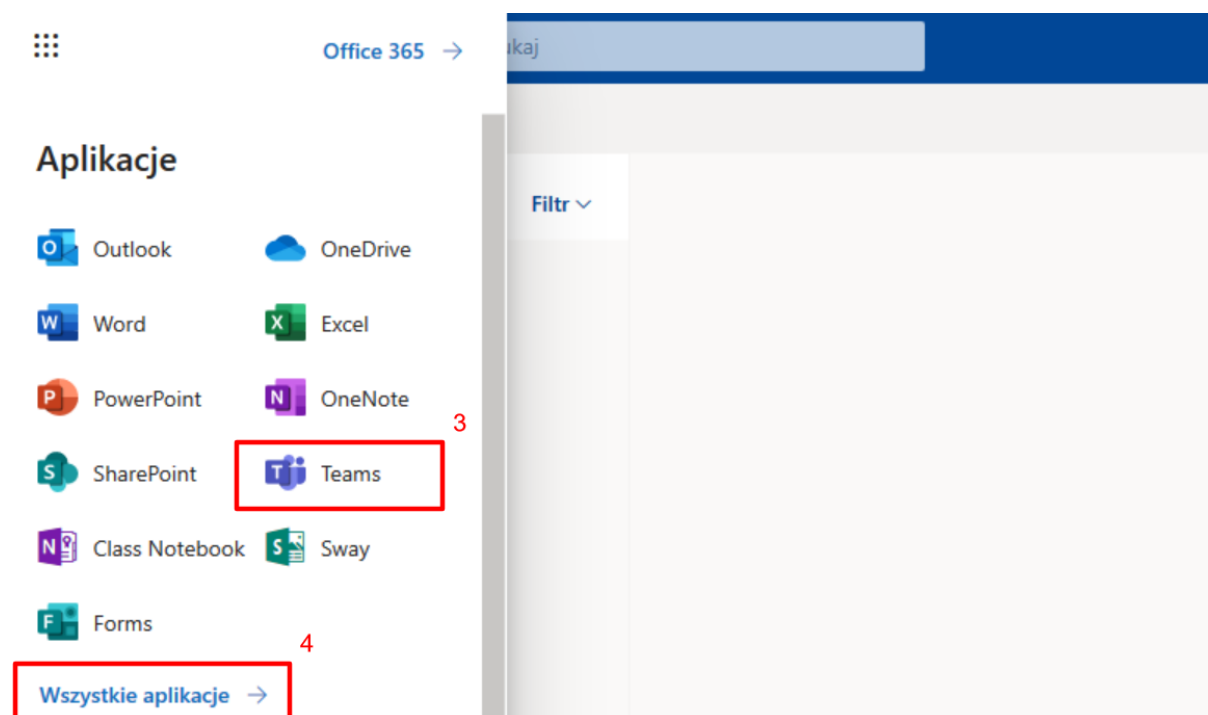 Office 365 →
ukaj
Aplikacje
Filtr
Outlook
OneDrive
Word
Excel
PowerPoint
OneNote
3
SharePoint
Teams
Class Notebook
Sway
Forms
4
Wszystkie aplikacje →